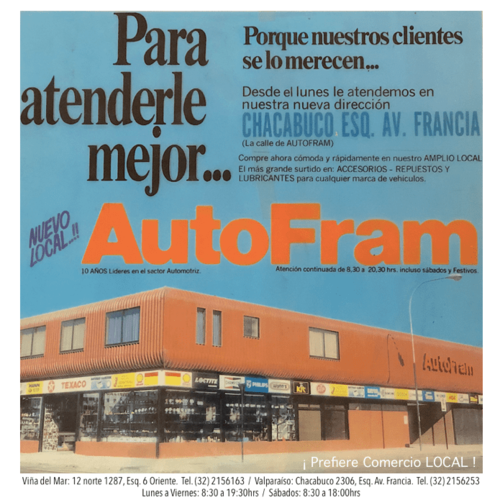 Para
atenderle
mejor...
Porque nuestros clientes
se lo merecen...
Desde el lunes le atendemos en
nuestra nueva dirección
CHACABUCO ESQ. AV. FRANCIA
(La calle de AUTOFRAM)
Compre ahora cómoda y rápidamente en nuestro AMPLIO LOCAL
El más grande surtido en: ACCESORIOS - REPUESTOS Y
LUBRICANTES para cualquier marca de vehículos.
NUEVO
LOCAL...!!
AutoFram
10 AÑOS Lideres en el sector Automotriz.
Atención continuada de 8,30 a 20,30 hrs. incluso sábados y Festivos.
AutoFram
TEXACO
LOCTITE
PHILIPS
¡ Prefiere Comercio LOCAL !
Viña del Mar: 12 norte 1287, Esq. 6 Oriente. Tel. (32) 2156163 / Valparaíso: Chacabuco 2306, Esq. Av. Francia. Tel. (32) 2156253
Lunes a Viernes: 8:30 a 19:30hrs / Sábados: 8:30 a 18:00hrs